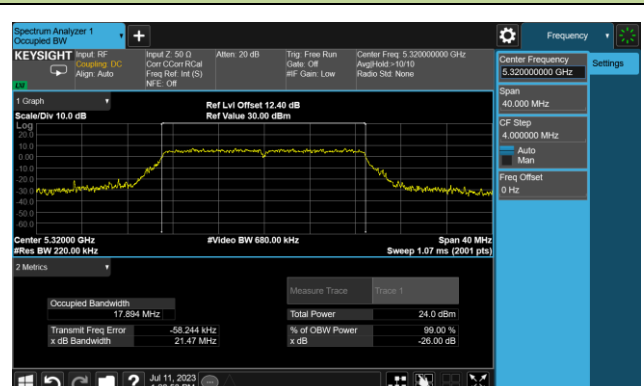 Spectrum Analyzer 1
Occupied BW
+
Frequency
KEYSIGHT
Input: RF
Coupling: DC
Align: Auto
Input Z: 50 Ω
Corr CCorr RCal
Freq Ref: Int (S)
NFE: Off
Atten: 20 dB
Trig: Free Run
Gate: Off
#IF Gain: Low
Center Freq: 5.320000000 GHz
Avg|Hold:>10/10
Radio Std: None
Center Frequency
5.320000000 GHz
Settings
Span
40.000 MHz
CF Step
4.000000 MHz
Auto
Man
Freq Offset
0 Hz
1 Graph
Scale/Div 10.0 dB
Ref Lvl Offset 12.40 dB
Ref Value 30.00 dBm
Log
20.0
10.0
0.00
-10.0
-20.0
-30.0
-40.0
-50.0
-60.0
Center 5.32000 GHz
#Video BW 680.00 kHz
Span 40 MHz
#Res BW 220.00 kHz
Sweep 1.07 ms (2001 pts)
2 Metrics
Measure Trace
Trace 1
Occupied Bandwidth
17.894 MHz
Total Power
24.0 dBm
Transmit Freq Error
-58.244 kHz
% of OBW Power
99.00 %
x dB Bandwidth
21.47 MHz
x dB
-26.00 dB
?
Jul 11, 2023